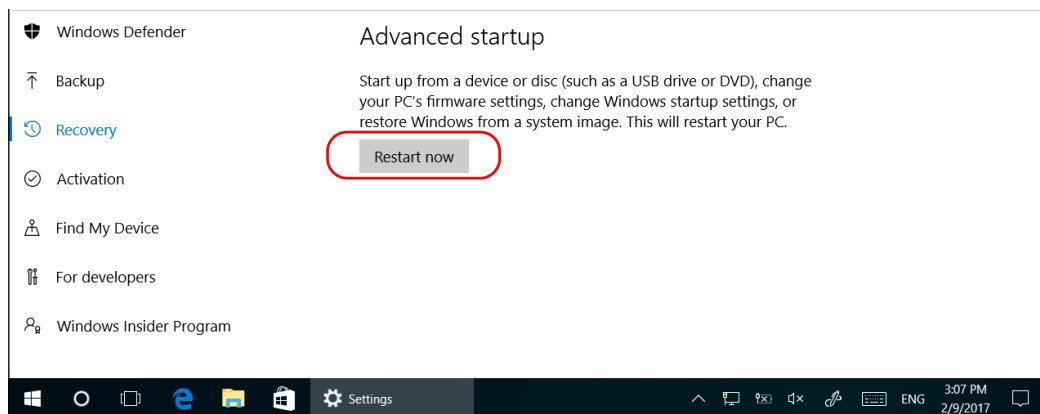 Windows Defender
Backup
Recovery
Activation
Find My Device
For developers
Windows Insider Program
Advanced startup
Start up from a device or disc (such as a USB drive or DVD), change
your PC's firmware settings, change Windows startup settings, or
restore Windows from a system image. This will restart your PC.
Restart now
Settings
ENG
3:07 PM
2/9/2017